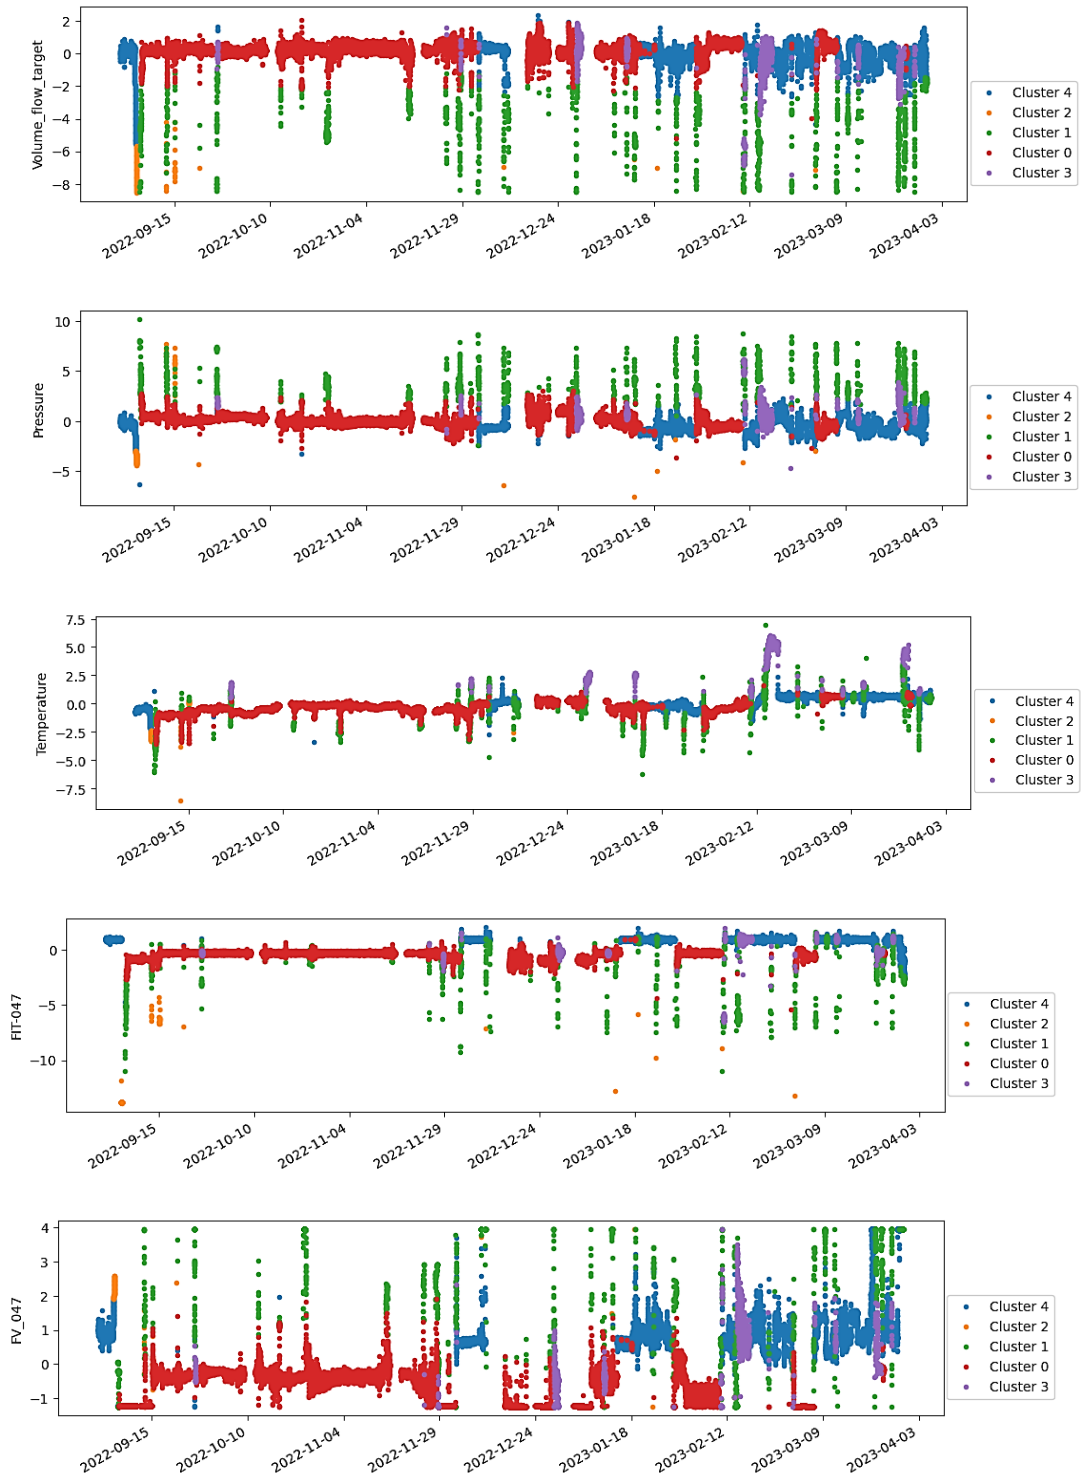 2
0
−2
−4
−6
−8
Volume_flow_target
2022-09-15
2022-10-10
2022-11-04
2022-11-29
2022-12-24
2023-01-18
2023-02-12
2023-03-09
2023-04-03
Cluster 4
Cluster 2
Cluster 1
Cluster 0
Cluster 3
10
5
0
−5
Pressure
2022-09-15
2022-10-10
2022-11-04
2022-11-29
2022-12-24
2023-01-18
2023-02-12
2023-03-09
2023-04-03
Cluster 4
Cluster 2
Cluster 1
Cluster 0
Cluster 3
7.5
5.0
2.5
0.0
−2.5
−5.0
−7.5
Temperature
2022-09-15
2022-10-10
2022-11-04
2022-11-29
2022-12-24
2023-01-18
2023-02-12
2023-03-09
2023-04-03
Cluster 4
Cluster 2
Cluster 1
Cluster 0
Cluster 3
0
−5
−10
FIT-047
2022-09-15
2022-10-10
2022-11-04
2022-11-29
2022-12-24
2023-01-18
2023-02-12
2023-03-09
2023-04-03
Cluster 4
Cluster 2
Cluster 1
Cluster 0
Cluster 3
4
3
2
1
0
−1
FV_047
2022-09-15
2022-10-10
2022-11-04
2022-11-29
2022-12-24
2023-01-18
2023-02-12
2023-03-09
2023-04-03
Cluster 4
Cluster 2
Cluster 1
Cluster 0
Cluster 3